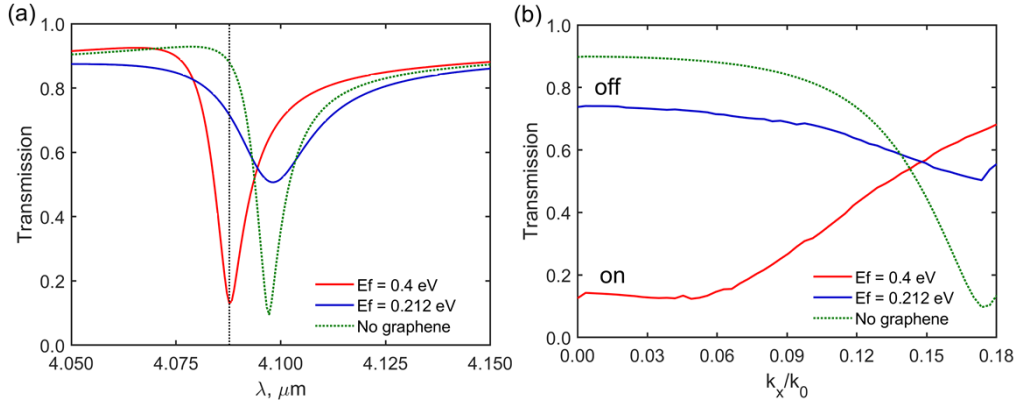 (a)
1.0
0.8
0.6
0.4
0.2
0.0
Transmission
4.050
4.075
4.100
4.125
4.150
λ, μm
Ef = 0.4 eV
Ef = 0.212 eV
No graphene
(b)
1.0
0.8
0.6
0.4
0.2
0.0
Transmission
off
on
0.00
0.03
0.06
0.09
0.12
0.15
0.18
kx/k0
Ef = 0.4 eV
Ef = 0.212 eV
No graphene